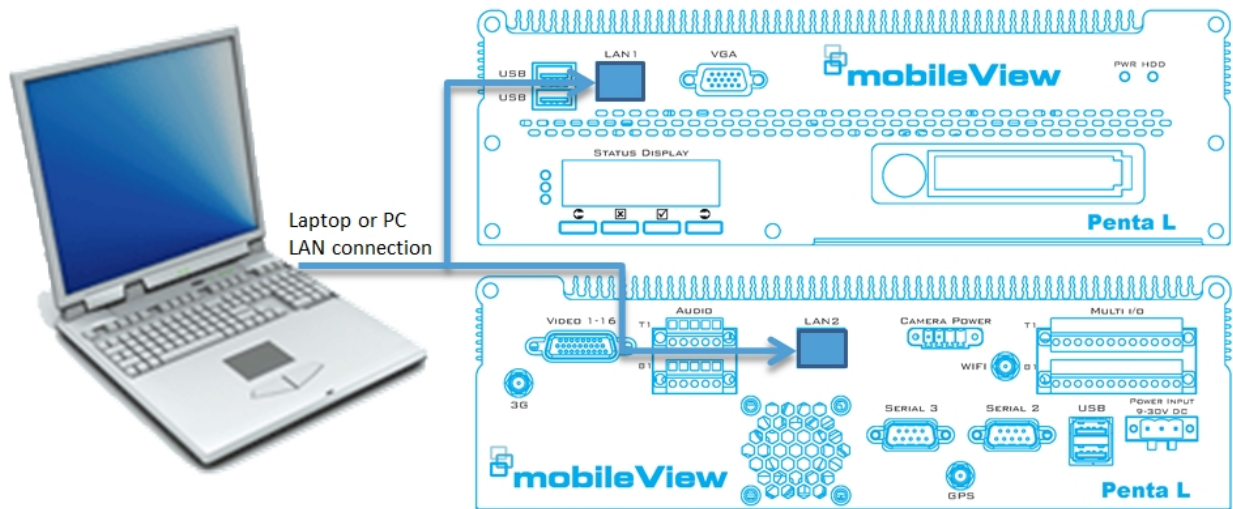 USB
USB
LAN1
VGA
mobileView
PWR HDD
STATUS DISPLAY
Penta L
Laptop or PC
LAN connection
VIDEO 1-16
T1
AUDIO
B1
LAN2
CAMERA POWER
MULTI I/O
T1
WIFI
B1
3G
SERIAL 3
SERIAL 2
USB
POWER INPUT
9-30V DC
mobileView
GPS
Penta L